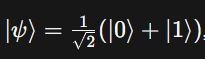 |ψ⟩ = 1/√2 (|0⟩ + |1⟩),